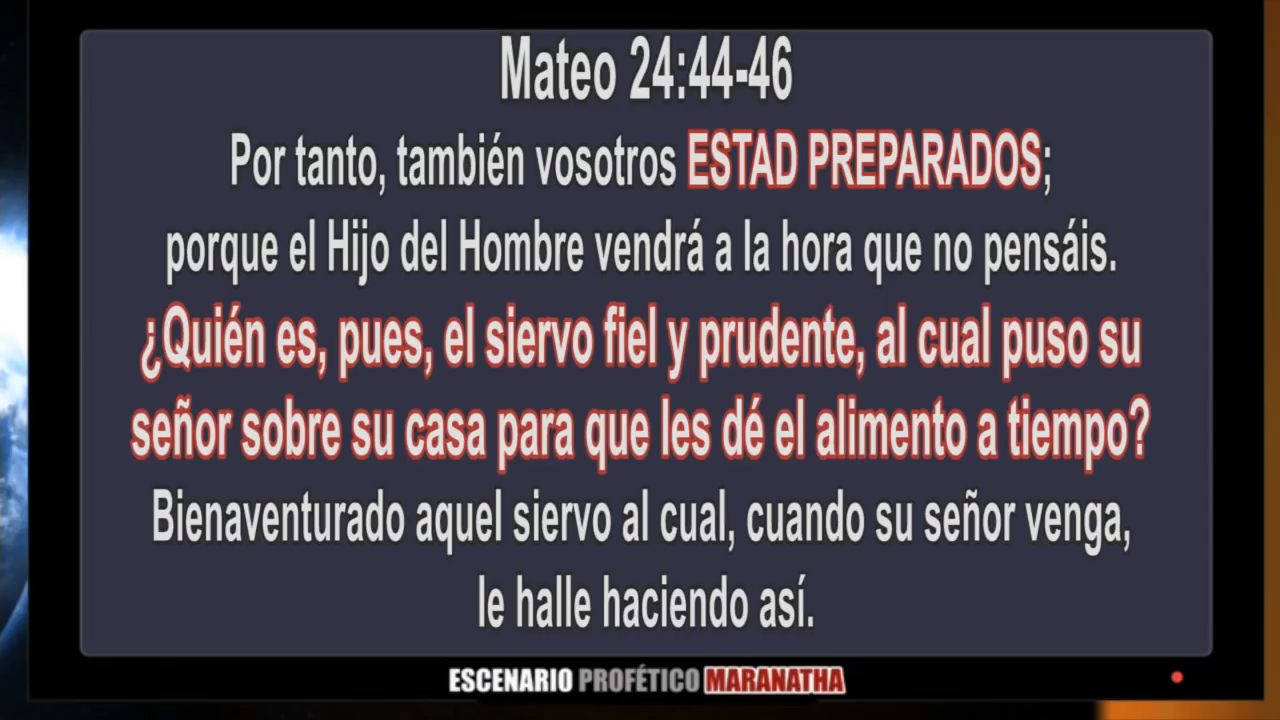 Mateo 24:44-46
Por tanto, también vosotros ESTAD PREPARADOS;
porque el Hijo del Hombre vendrá a la hora que no pensáis.
¿Quién es, pues, el siervo fiel y prudente, al cual puso su
señor sobre su casa para que les dé el alimento a tiempo?
Bienaventurado aquel siervo al cual, cuando su señor venga,
le halle haciendo así.
ESCENARIO PROFÉTICO MARANATHA